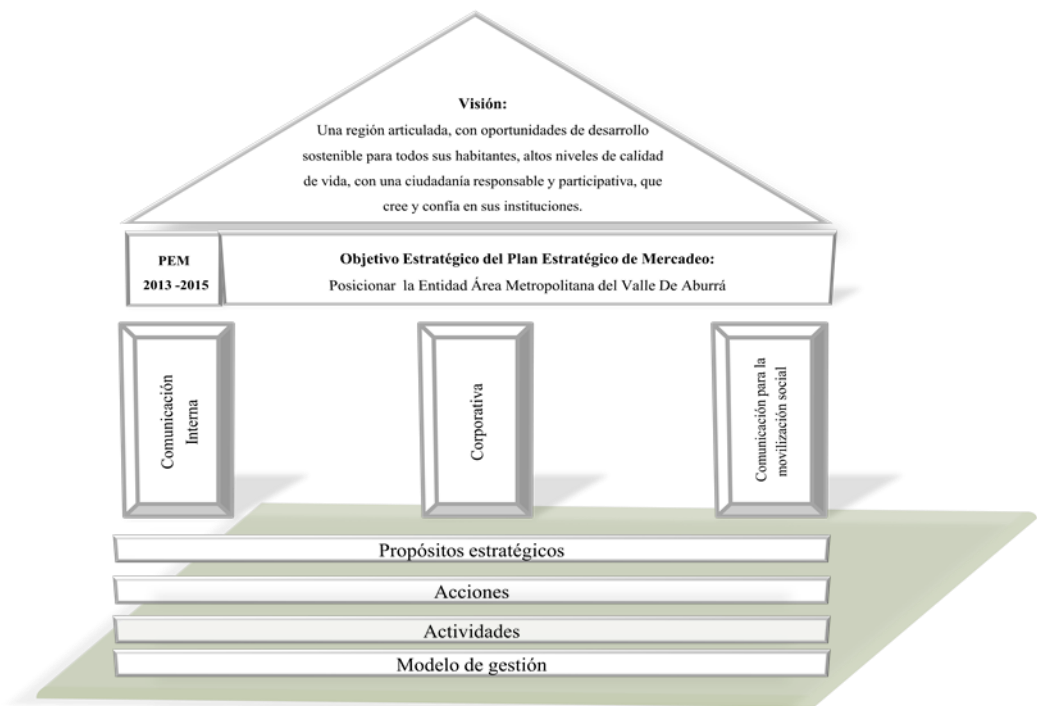 Visión:
Una región articulada, con oportunidades de desarrollo
sostenible para todos sus habitantes, altos niveles de calidad
de vida, con una ciudadanía responsable y participativa, que
cree y confía en sus instituciones.
PEM
2013 -2015
Objetivo Estratégico del Plan Estratégico de Mercadeo:
Posicionar la Entidad Área Metropolitana del Valle De Aburrá
Comunicación
Interna
Corporativa
Comunicación para la
movilización social
Propósitos estratégicos
Acciones
Actividades
Modelo de gestión